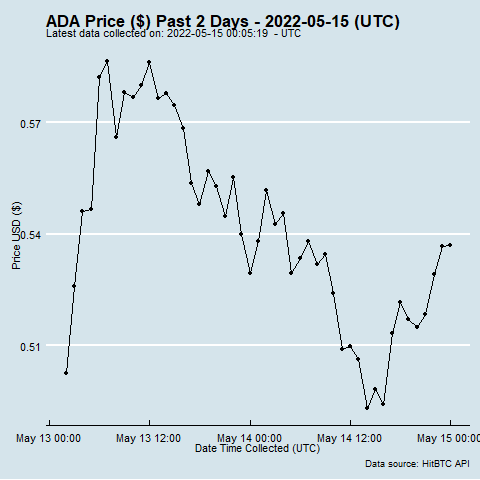 ADA Price ($) Past 2 Days - 2022-05-15 (UTC)
Latest data collected on: 2022-05-15 00:05:19  - UTC
Price USD ($)
0.57
0.54
0.51
May 13 00:00
May 13 12:00
May 14 00:00
May 14 12:00
May 15 00:00
Date Time Collected (UTC)
Data source: HitBTC API